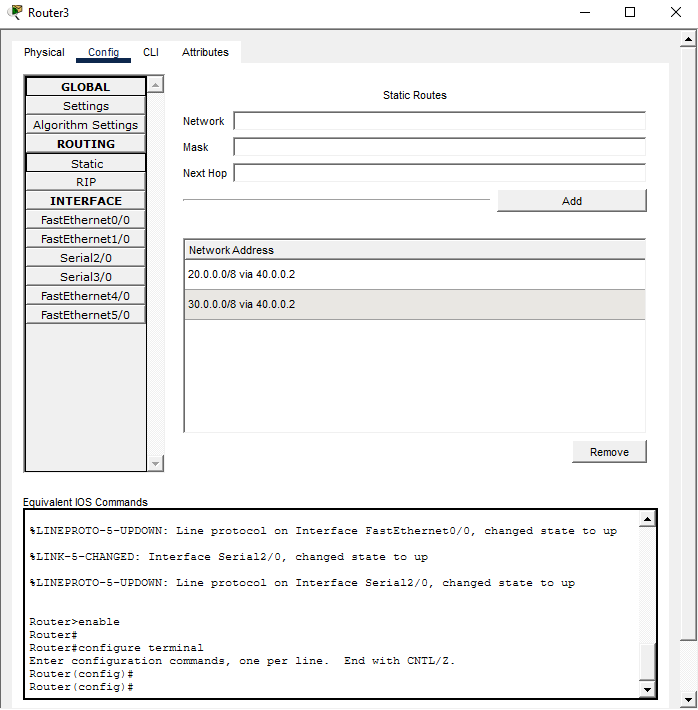 Router3
Physical Config CLI Attributes
GLOBAL
Settings
Algorithm Settings
ROUTING
Static
RIP
INTERFACE
FastEthernet0/0
FastEthernet1/0
Serial2/0
Serial3/0
FastEthernet4/0
FastEthernet5/0
Static Routes
Network
Mask
Next Hop
Add
Network Address
20.0.0.0/8 via 40.0.0.2
30.0.0.0/8 via 40.0.0.2
Remove
Equivalent IOS Commands
%LINEPROTO-5-UPDOWN: Line protocol on Interface FastEthernet0/0, changed state to up
%LINK-5-CHANGED: Interface Serial2/0, changed state to up
%LINEPROTO-5-UPDOWN: Line protocol on Interface Serial2/0, changed state to up
Router>enable
Router#
Router#configure terminal
Enter configuration commands, one per line.  End with CNTL/Z.
Router(config)#
Router(config)#